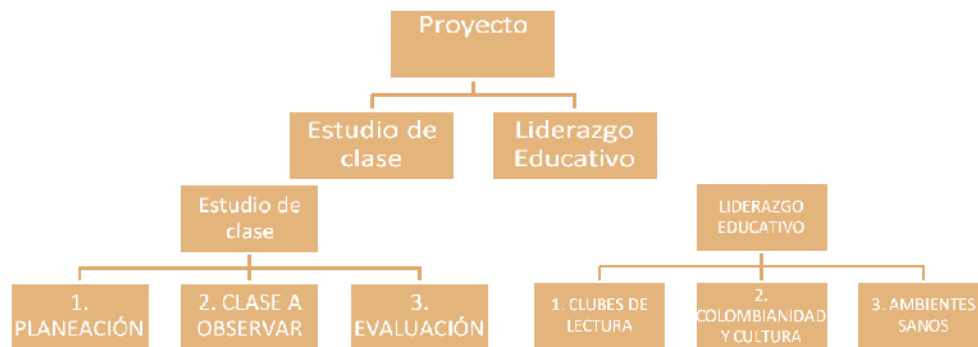 Proyecto
Estudio de
clase
Liderazgo
Educativo
Estudio de
clase
LIDERAZGO
EDUCATIVO
1.
PLANEACIÓN
2. CLASE A
OBSERVAR
3.
EVALUACIÓN
1. CLUBES DE
LECTURA
2.
COLOMBIANIDAD
Y CULTURA
3. AMBIENTES
SANOS